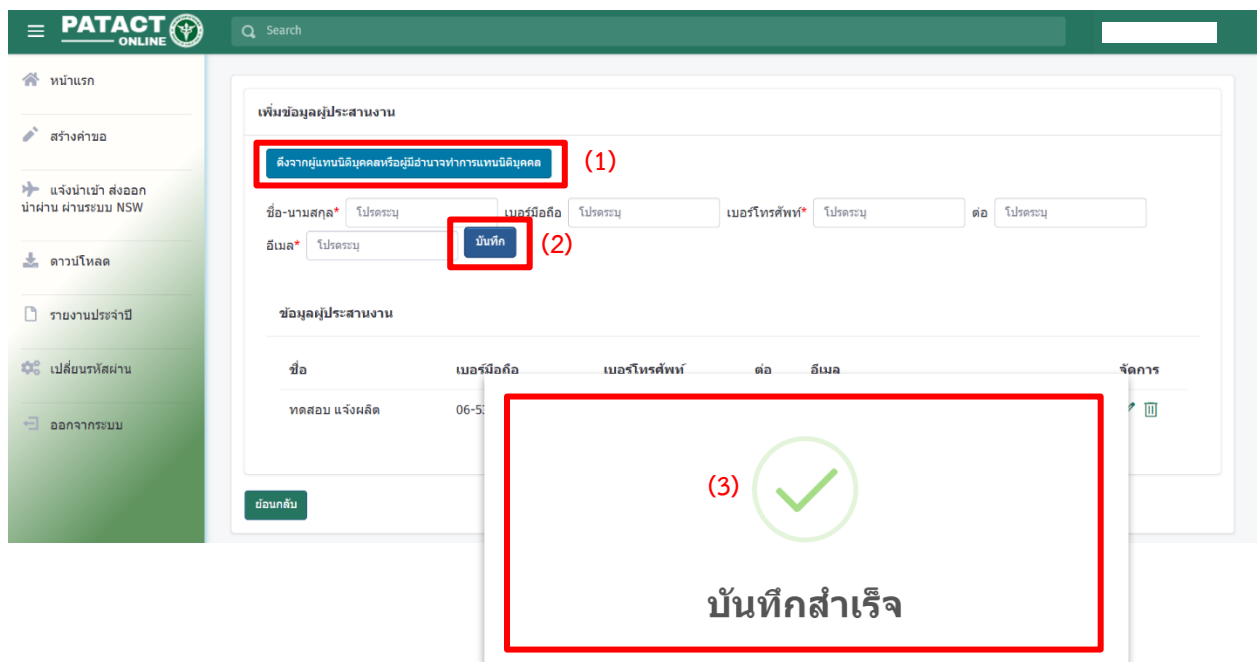 PATACT
ONLINE
Search
หน้าแรก
สร้างคำขอ
แจ้งนำเข้า ส่งออก
นำผ่าน ผ่านระบบ NSW
ดาวน์โหลด
รายงานประจำปี
เปลี่ยนรหัสผ่าน
ออกจากระบบ
เพิ่มข้อมูลผู้ประสานงาน
ดึงจากผู้แทนนิติบุคคลหรือผู้มีอำนาจทำการแทนนิติบุคคล (1)
ชื่อ-นามสกุล* โปรดระบุ เบอร์มือถือ โปรดระบุ เบอร์โทรศัพท์* โปรดระบุ ต่อ โปรดระบุ
อีเมล* โปรดระบุ บันทึก (2)
ข้อมูลผู้ประสานงาน
ชื่อ เบอร์มือถือ เบอร์โทรศัพท์ ต่อ อีเมล จัดการ
ทดสอบ แจ้งผลิต 06-53
ย้อนกลับ
(3)
บันทึกสำเร็จ